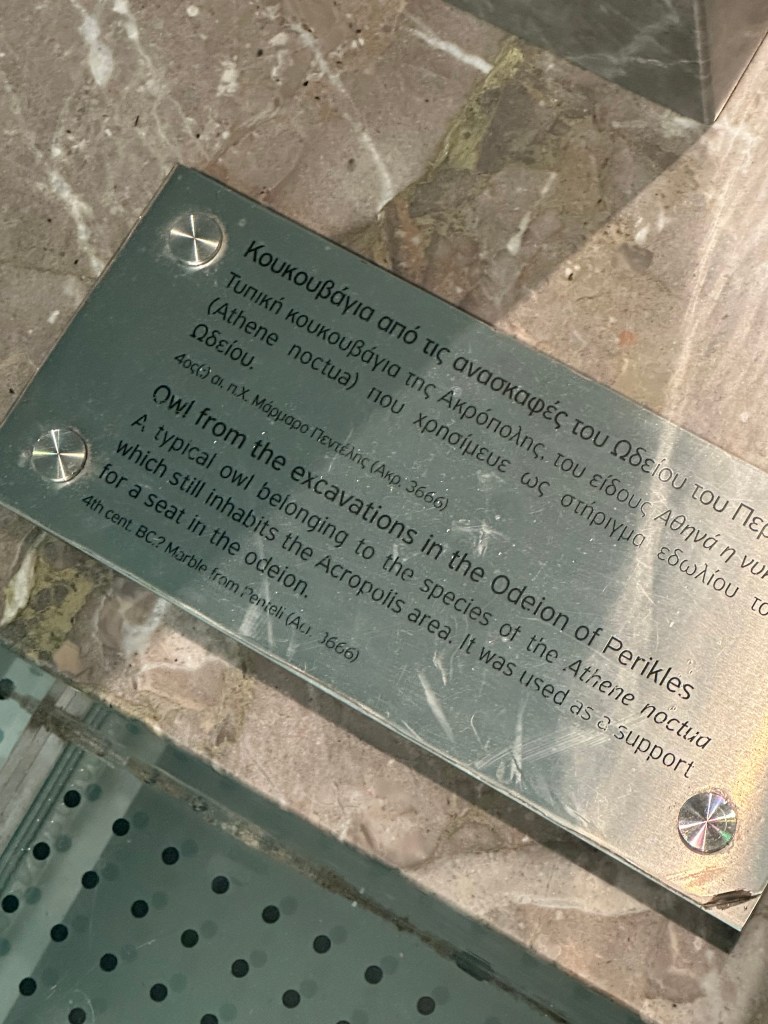 Κουκουβάγια από τις ανασκαφές του Ωδείου του
Τυπική κουκουβάγια της Ακρόπολης, του είδους Αθηνά η
(Athene noctua) που χρησίμευε ως στήριγμα εδωλίου
Ωδείου.
4ος(;) αι. π.Χ. Μάρμαρο Πεντέλης (Ακρ. 3666)
Owl from the excavations in the Odeion of Perikles
A typical owl belonging to the species of the Athene noctua
which still inhabits the Acropolis area. It was used as a support
for a seat in the odeion.
4th cent. BC? Marble from Penteli (Acr. 3666)